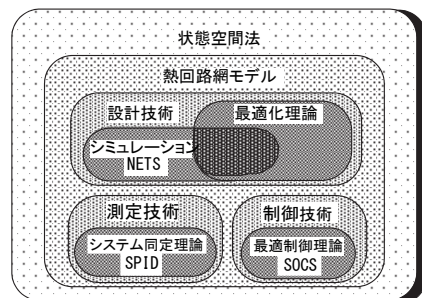 状態空間法
熱回路網モデル
設計技術
最適化理論
シミュレーション
NETS
測定技術
制御技術
システム同定理論
SPID
最適制御理論
SOCS